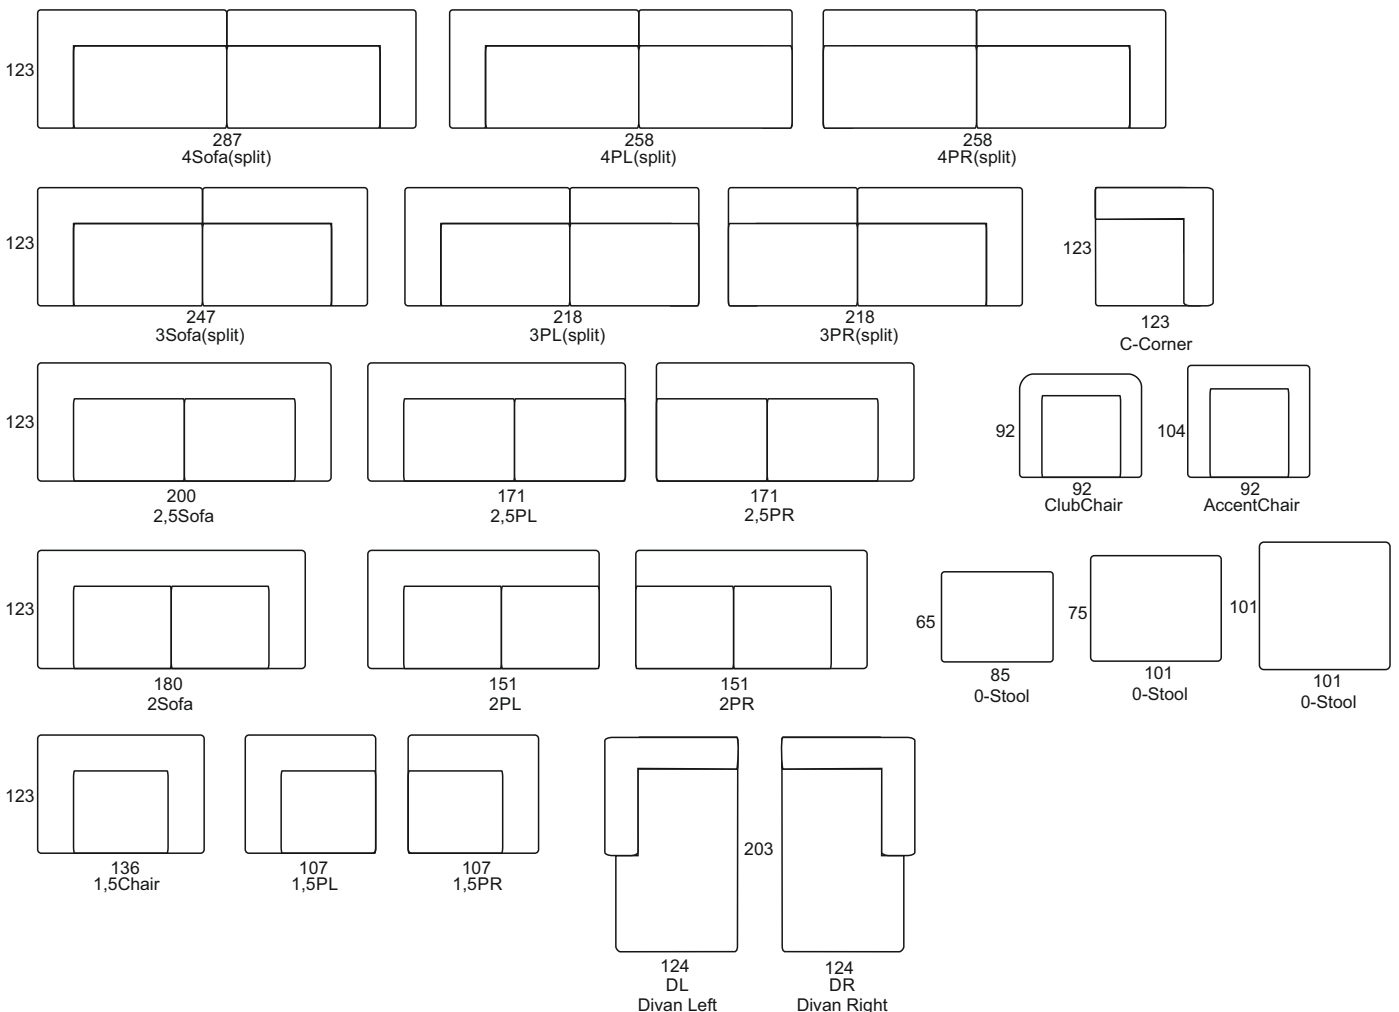 123
287
4Sofa(split)
258
4PL(split)
258
4PR(split)
123
247
3Sofa(split)
218
3PL(split)
218
3PR(split)
123
123
C-Corner
123
200
2,5Sofa
171
2,5PL
171
2,5PR
92
92
ClubChair
104
92
AccentChair
123
180
2Sofa
151
2PL
151
2PR
65
85
0-Stool
75
101
0-Stool
101
101
0-Stool
123
136
1,5Chair
107
1,5PL
107
1,5PR
203
124
DL
Divan Left
124
DR
Divan Right